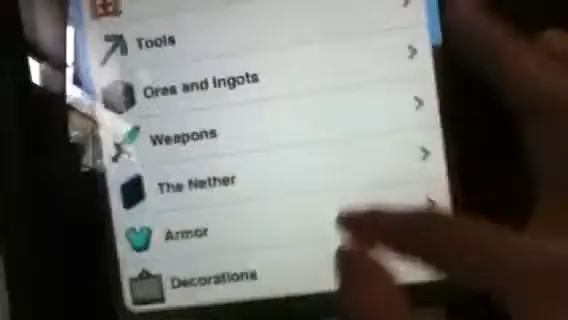 Tools
Ores and Ingots
Weapons
The Nether
Armor
Decorations